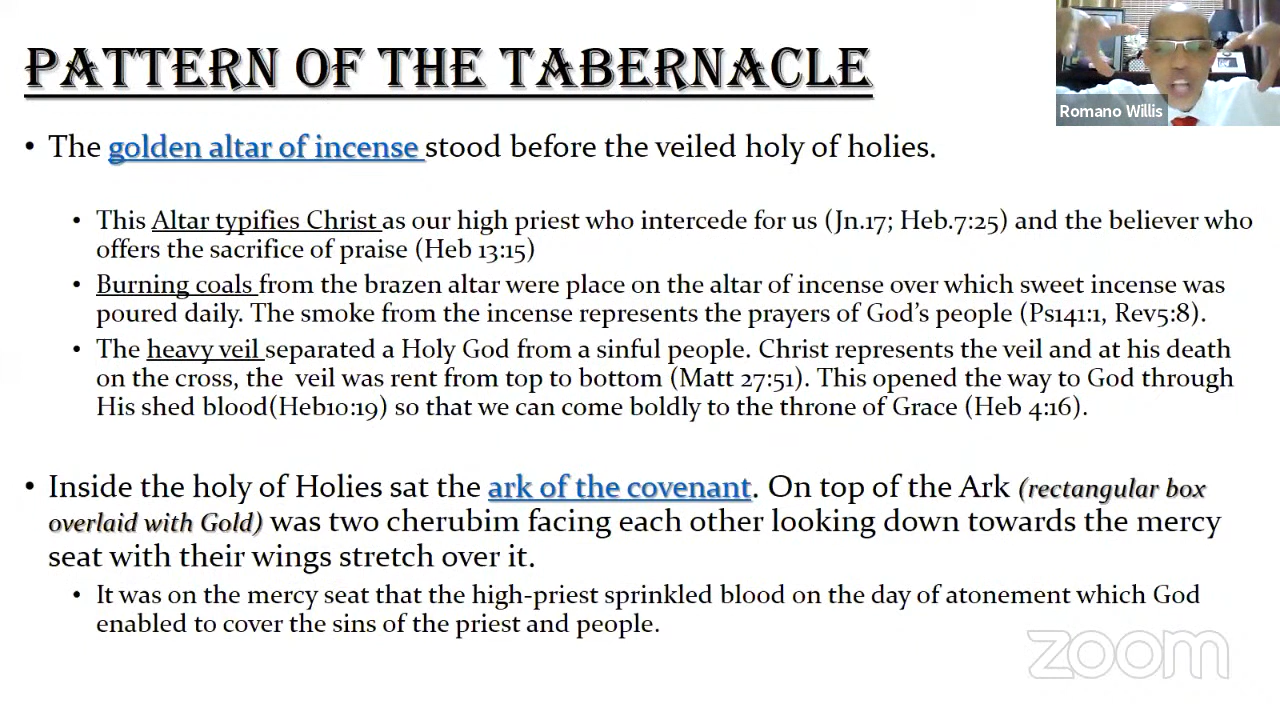 PATTERN OF THE TABERNACLE
Romano Willis
• The golden altar of incense stood before the veiled holy of holies.
• This Altar typifies Christ as our high priest who intercede for us (Jn.17; Heb.7:25) and the believer who
offers the sacrifice of praise (Heb 13:15)
• Burning coals from the brazen altar were place on the altar of incense over which sweet incense was
poured daily. The smoke from the incense represents the prayers of God's people (Ps141:1, Rev5:8).
• The heavy veil separated a Holy God from a sinful people. Christ represents the veil and at his death
on the cross, the veil was rent from top to bottom (Matt 27:51). This opened the way to God through
His shed blood(Heb10:19) so that we can come boldly to the throne of Grace (Heb 4:16).
• Inside the holy of Holies sat the ark of the covenant. On top of the Ark (rectangular box
overlaid with Gold) was two cherubim facing each other looking down towards the mercy
seat with their wings stretch over it.
• It was on the mercy seat that the high-priest sprinkled blood on the day of atonement which God
enabled to cover the sins of the priest and people.
zoom